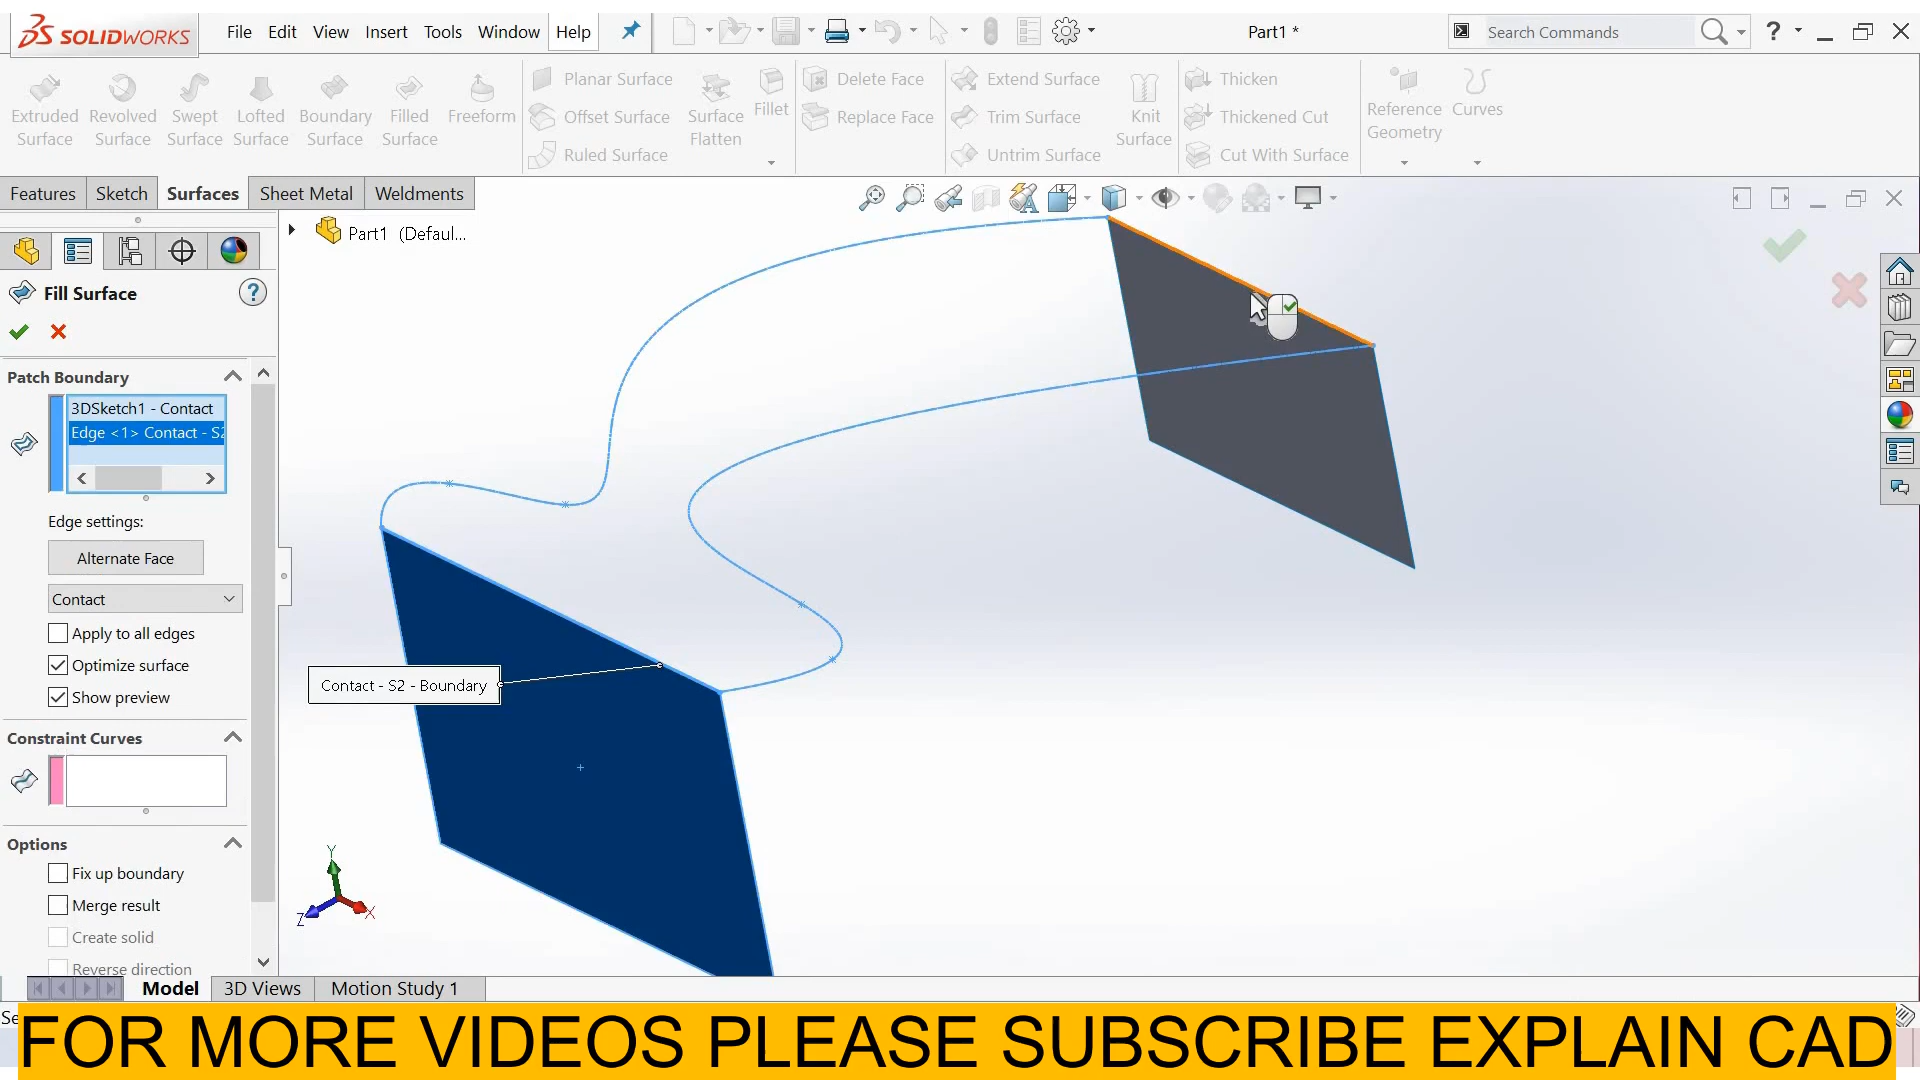 SOLIDWORKS
File Edit View Insert Tools Window Help
Part1 *
Search Commands
?
Extruded Surface
Revolved Surface
Swept Surface
Lofted Surface
Boundary Surface
Filled Surface
Freeform
Planar Surface
Offset Surface
Ruled Surface
Surface Flatten
Fillet
Delete Face
Replace Face
Extend Surface
Trim Surface
Untrim Surface
Knit Surface
Thicken
Thickened Cut
Cut With Surface
Reference Geometry
Curves
Features Sketch Surfaces Sheet Metal Weldments
Part1 (Defaul...
Fill Surface
?
Patch Boundary
3DSketch1 - Contact
Edge <1> Contact - S2
Edge settings:
Alternate Face
Contact
Apply to all edges
Optimize surface
Show preview
Constraint Curves
Options
Fix up boundary
Merge result
Create solid
Reverse direction
Contact - S2 - Boundary
Y
Z
X
Model 3D Views Motion Study 1
FOR MORE VIDEOS PLEASE SUBSCRIBE EXPLAIN CAD